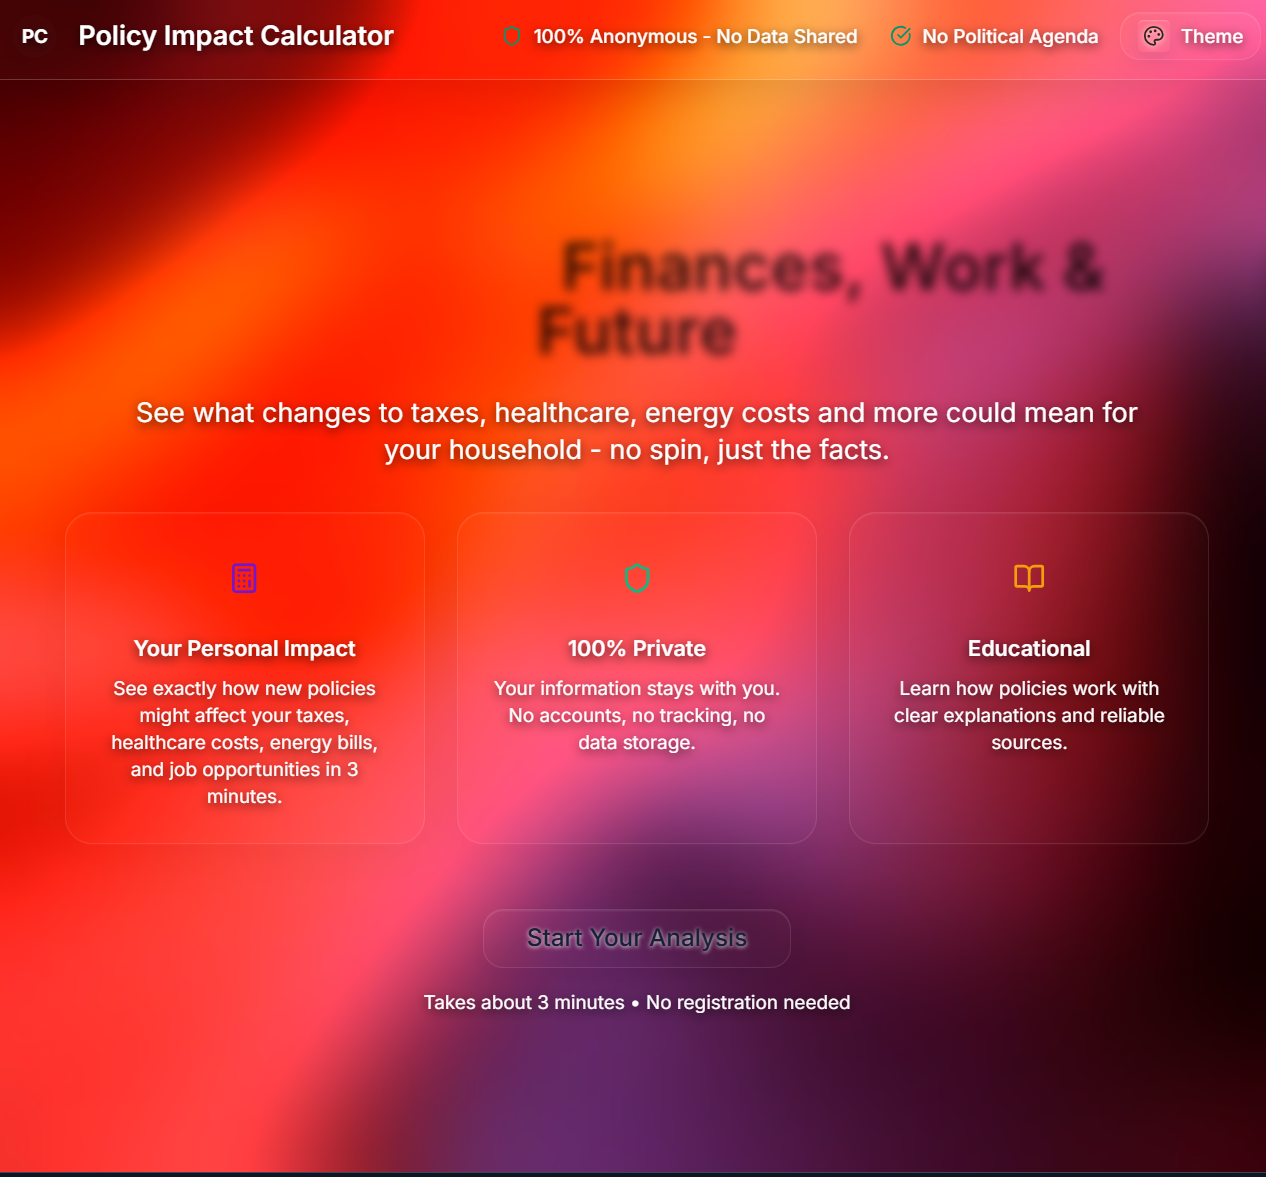 PC Policy Impact Calculator 100% Anonymous - No Data Shared No Political Agenda Theme
Finances, Work &
Future
See what changes to taxes, healthcare, energy costs and more could mean for
your household - no spin, just the facts.
Your Personal Impact
See exactly how new policies
might affect your taxes,
healthcare costs, energy bills,
and job opportunities in 3
minutes.
100% Private
Your information stays with you.
No accounts, no tracking, no
data storage.
Educational
Learn how policies work with
clear explanations and reliable
sources.
Start Your Analysis
Takes about 3 minutes • No registration needed